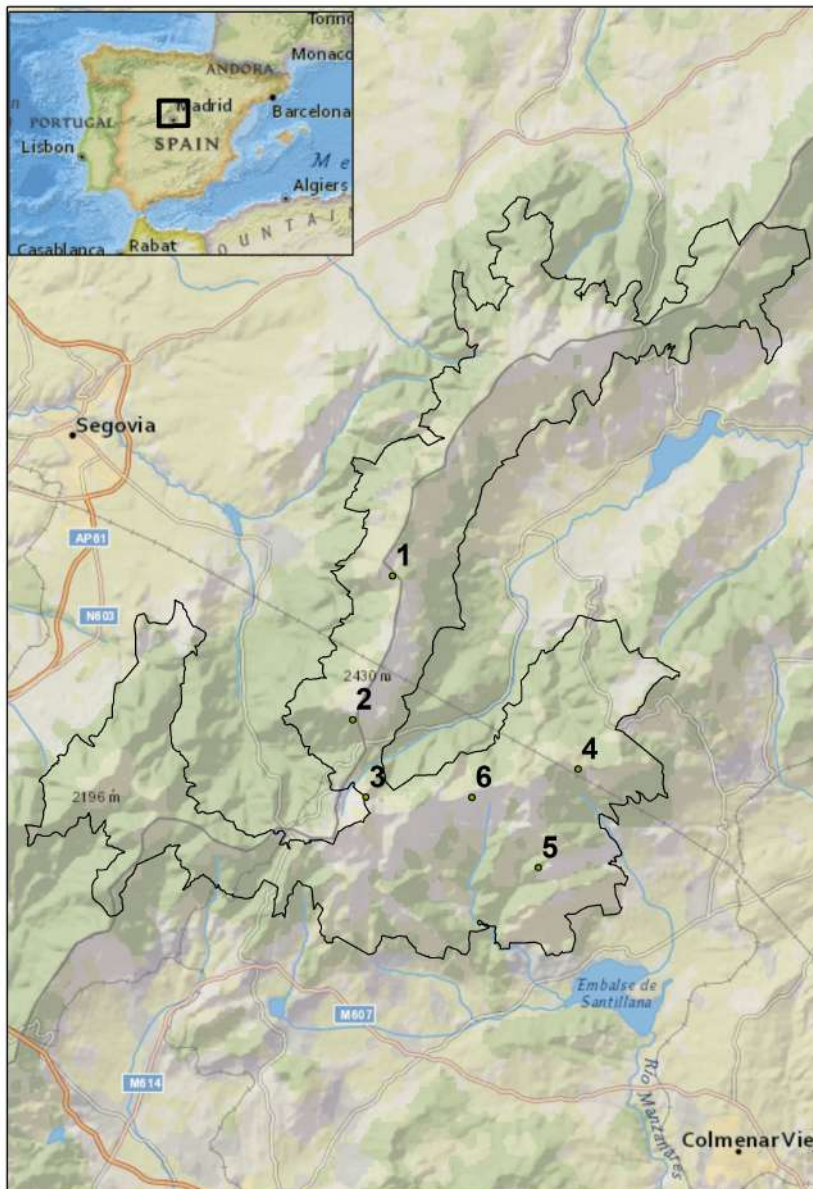 Torino
Monaco
ANDORRA
Madrid
Barcelona
PORTUGAL
SPAIN
Lisbon
Algiers
Casablanca
Rabat
Segovia
AP61
1
N603
2430 m
2
4
3
6
2196 m
5
Embalse de
Santillana
M607
M614
Río Manzanares
Colmenar Vie